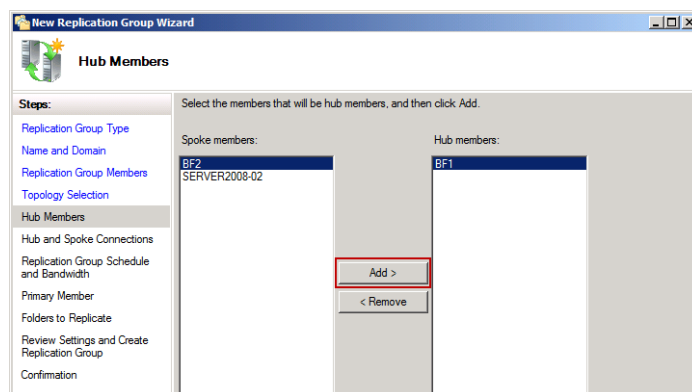 New Replication Group Wizard
Hub Members
Steps:
Replication Group Type
Name and Domain
Replication Group Members
Topology Selection
Hub Members
Hub and Spoke Connections
Replication Group Schedule
and Bandwidth
Primary Member
Folders to Replicate
Review Settings and Create
Replication Group
Confirmation
Select the members that will be hub members, and then click Add.
Spoke members:
BF2
SERVER2008-02
Add >
< Remove
Hub members:
BF1